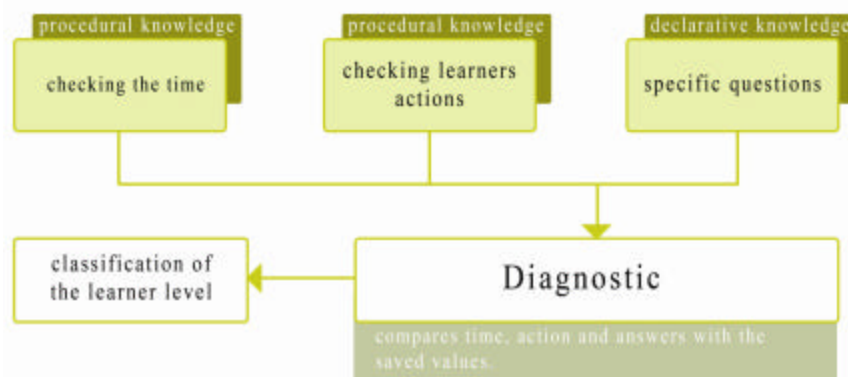 procedural knowledge
checking the time
procedural knowledge
checking learners
actions
declarative knowledge
specific questions
classification of
the learner level
Diagnostic
compares time, action and answers with the
saved values.